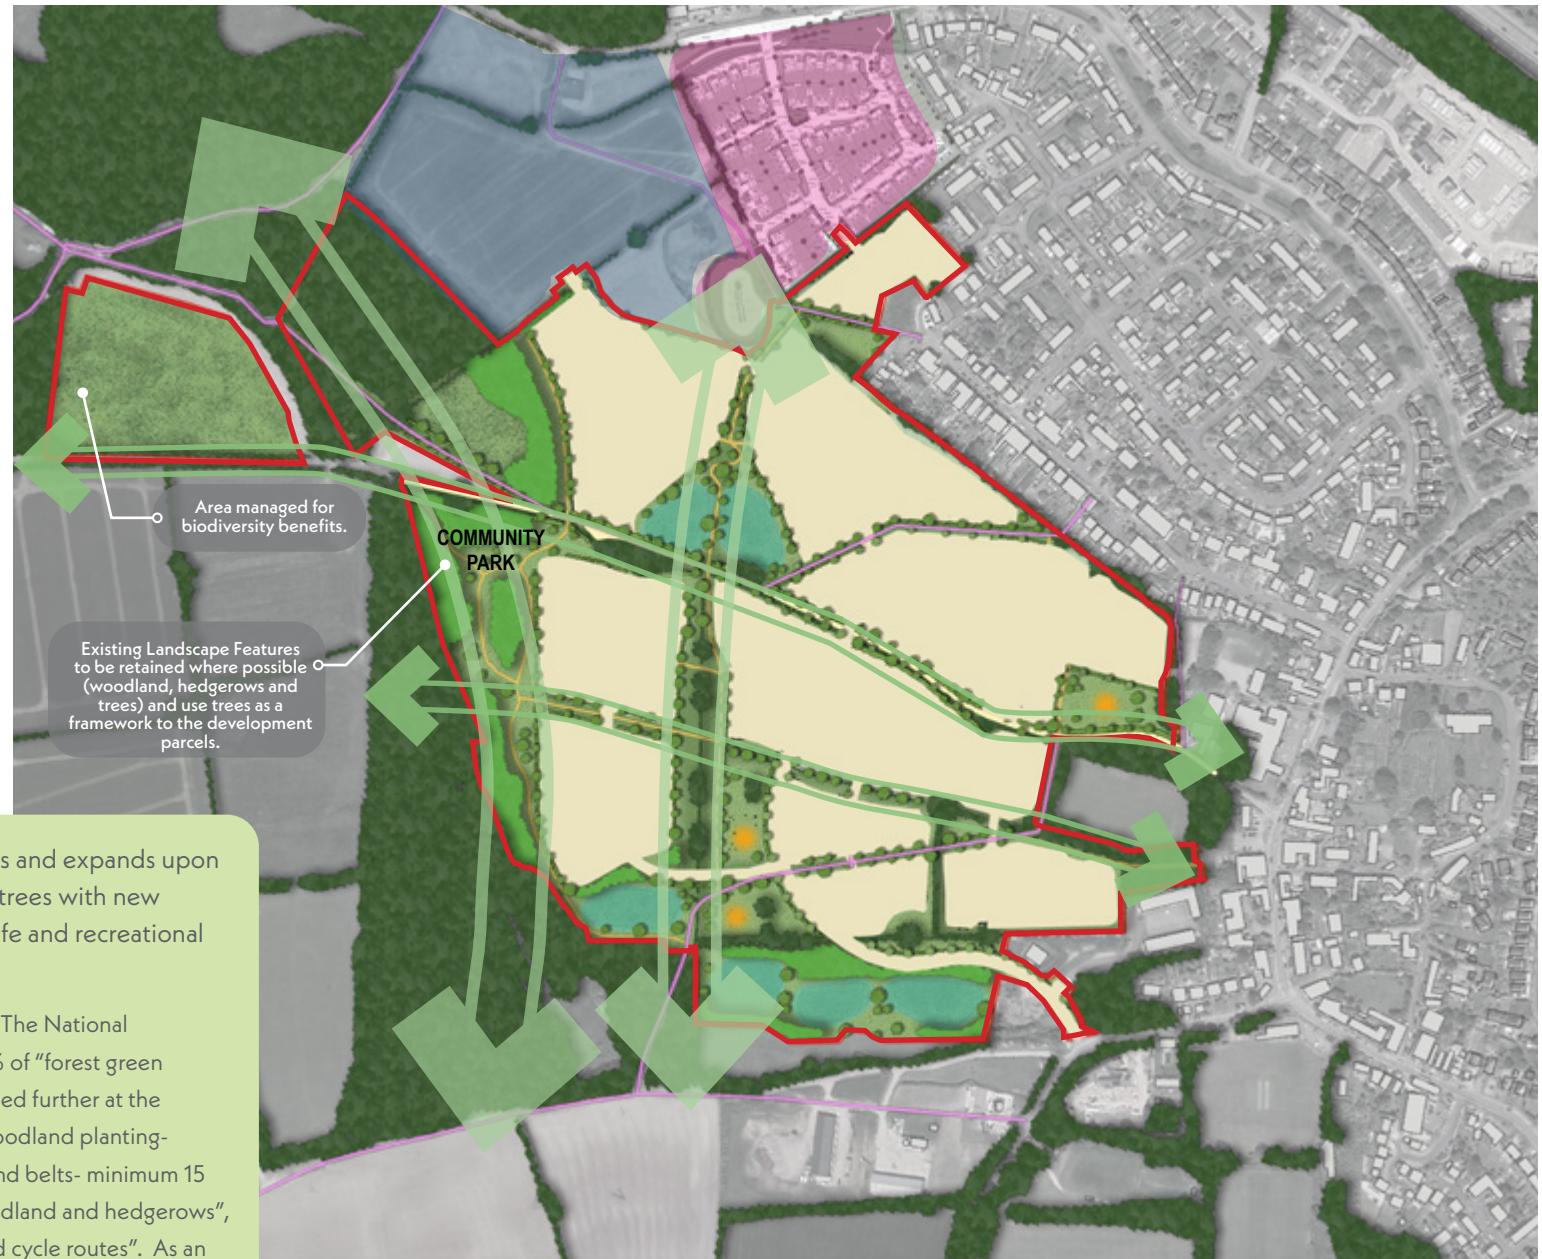 Area managed for
biodiversity benefits.
COMMUNITY
PARK
Existing Landscape Features
to be retained where possible
(woodland, hedgerows and
trees) and use trees as a
framework to the development
parcels.
s and expands upon
trees with new
fe and recreational
The National
% of “forest green
ed further at the
oodland planting-
nd belts- minimum 15
dland and hedgerows”,
d cycle routes”. As an